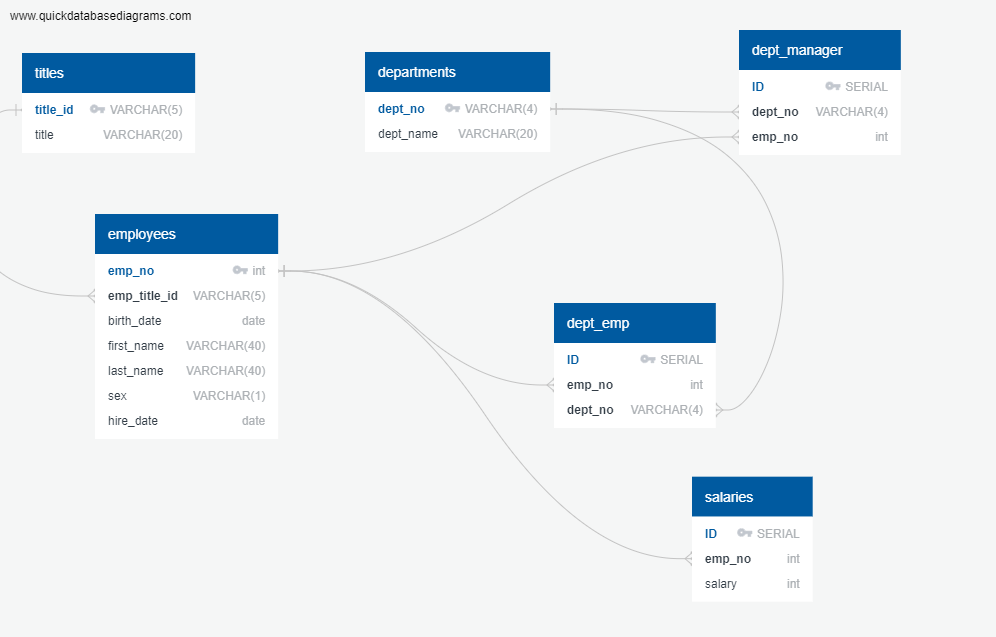 www.quickdatabasediagrams.com
titles
title_id VARCHAR(5)
title VARCHAR(20)
departments
dept_no VARCHAR(4)
dept_name VARCHAR(20)
dept_manager
ID SERIAL
dept_no VARCHAR(4)
emp_no int
employees
emp_no int
emp_title_id VARCHAR(5)
birth_date date
first_name VARCHAR(40)
last_name VARCHAR(40)
sex VARCHAR(1)
hire_date date
dept_emp
ID SERIAL
emp_no int
dept_no VARCHAR(4)
salaries
ID SERIAL
emp_no int
salary int